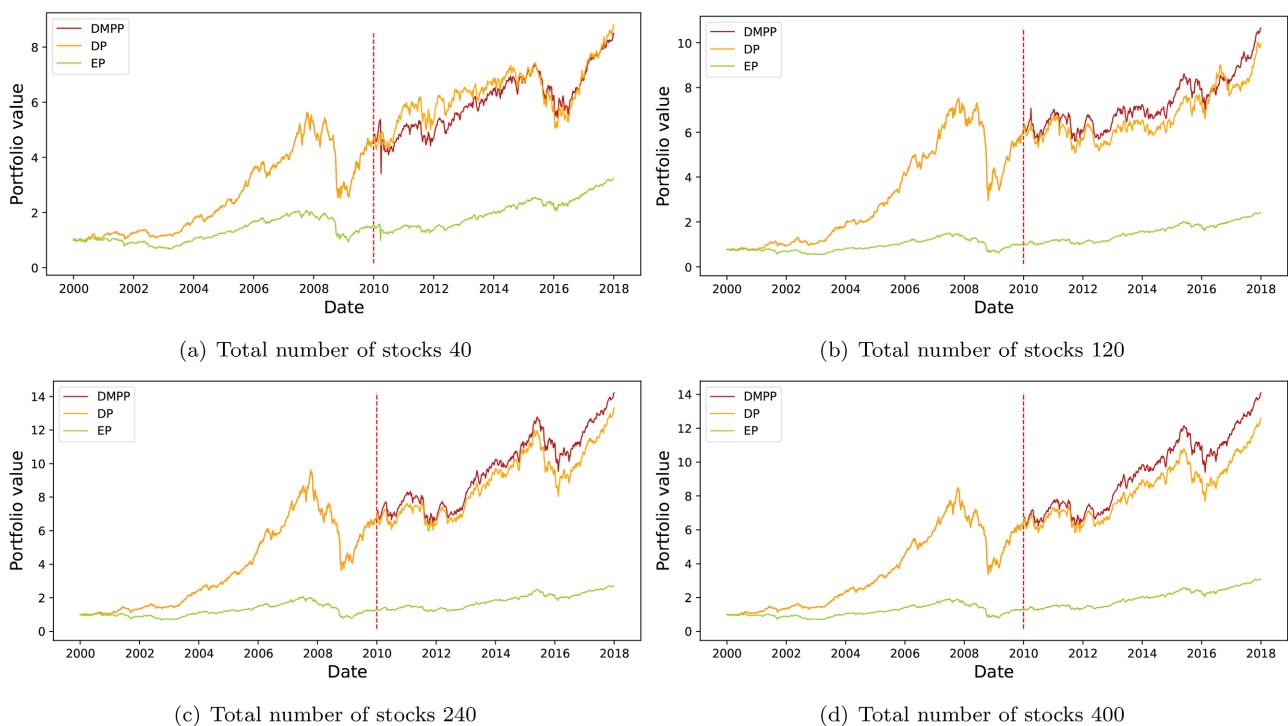 DMPP
DP
EP
Portfolio value
8
6
4
2
0
2000 2002 2004 2006 2008 2010 2012 2014 2016 2018
Date
(a) Total number of stocks 40
DMPP
DP
EP
Portfolio value
10
8
6
4
2
0
2000 2002 2004 2006 2008 2010 2012 2014 2016 2018
Date
(b) Total number of stocks 120
DMPP
DP
EP
Portfolio value
14
12
10
8
6
4
2
0
2000 2002 2004 2006 2008 2010 2012 2014 2016 2018
Date
(c) Total number of stocks 240
DMPP
DP
EP
Portfolio value
14
12
10
8
6
4
2
0
2000 2002 2004 2006 2008 2010 2012 2014 2016 2018
Date
(d) Total number of stocks 400